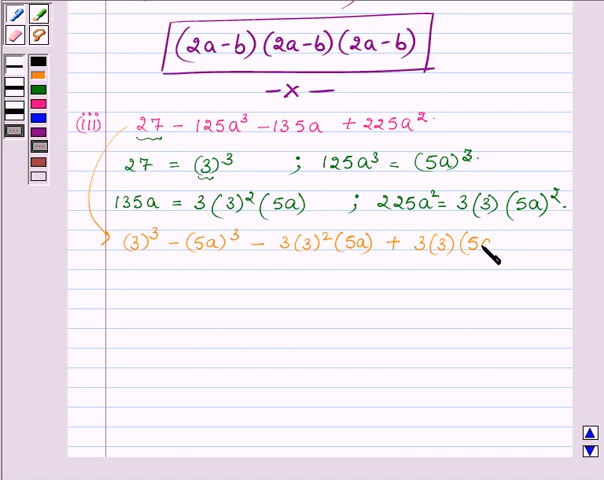 (2a-b)(2a-b)(2a-b)
-x-
(iii) 27 - 125a³ - 135a + 225a².
27 = (3)³ ; 125a³ = (5a)³.
135a = 3(3)²(5a) ; 225a² = 3(3)(5a)².
(3)³ - (5a)³ - 3(3)²(5a) + 3(3)(5a